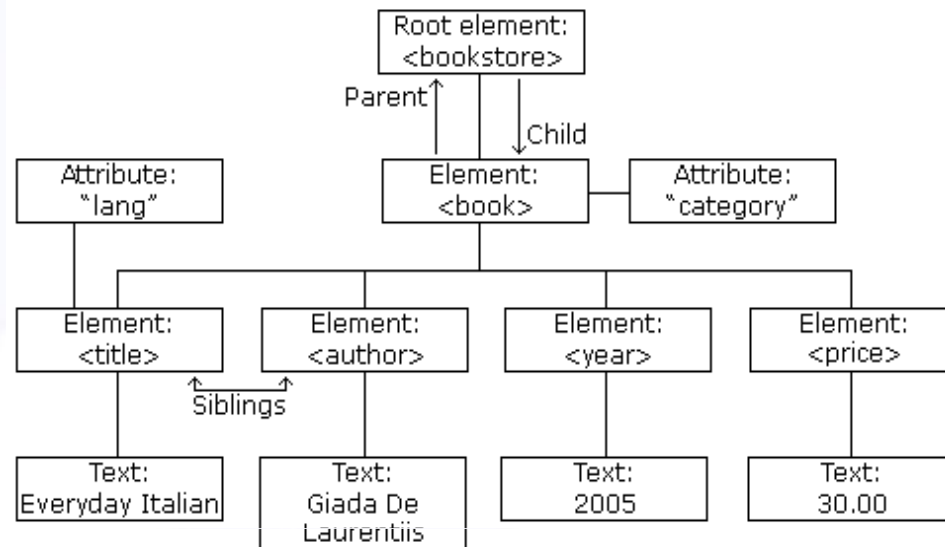 Root element:
<bookstore>
Parent
Child
Attribute:
“lang”
Element:
<book>
Attribute:
“category”
Element:
<title>
Element:
<author>
Element:
<year>
Element:
<price>
Siblings
Text:
Everyday Italian
Text:
Giada De
Laurentiis
Text:
2005
Text:
30.00